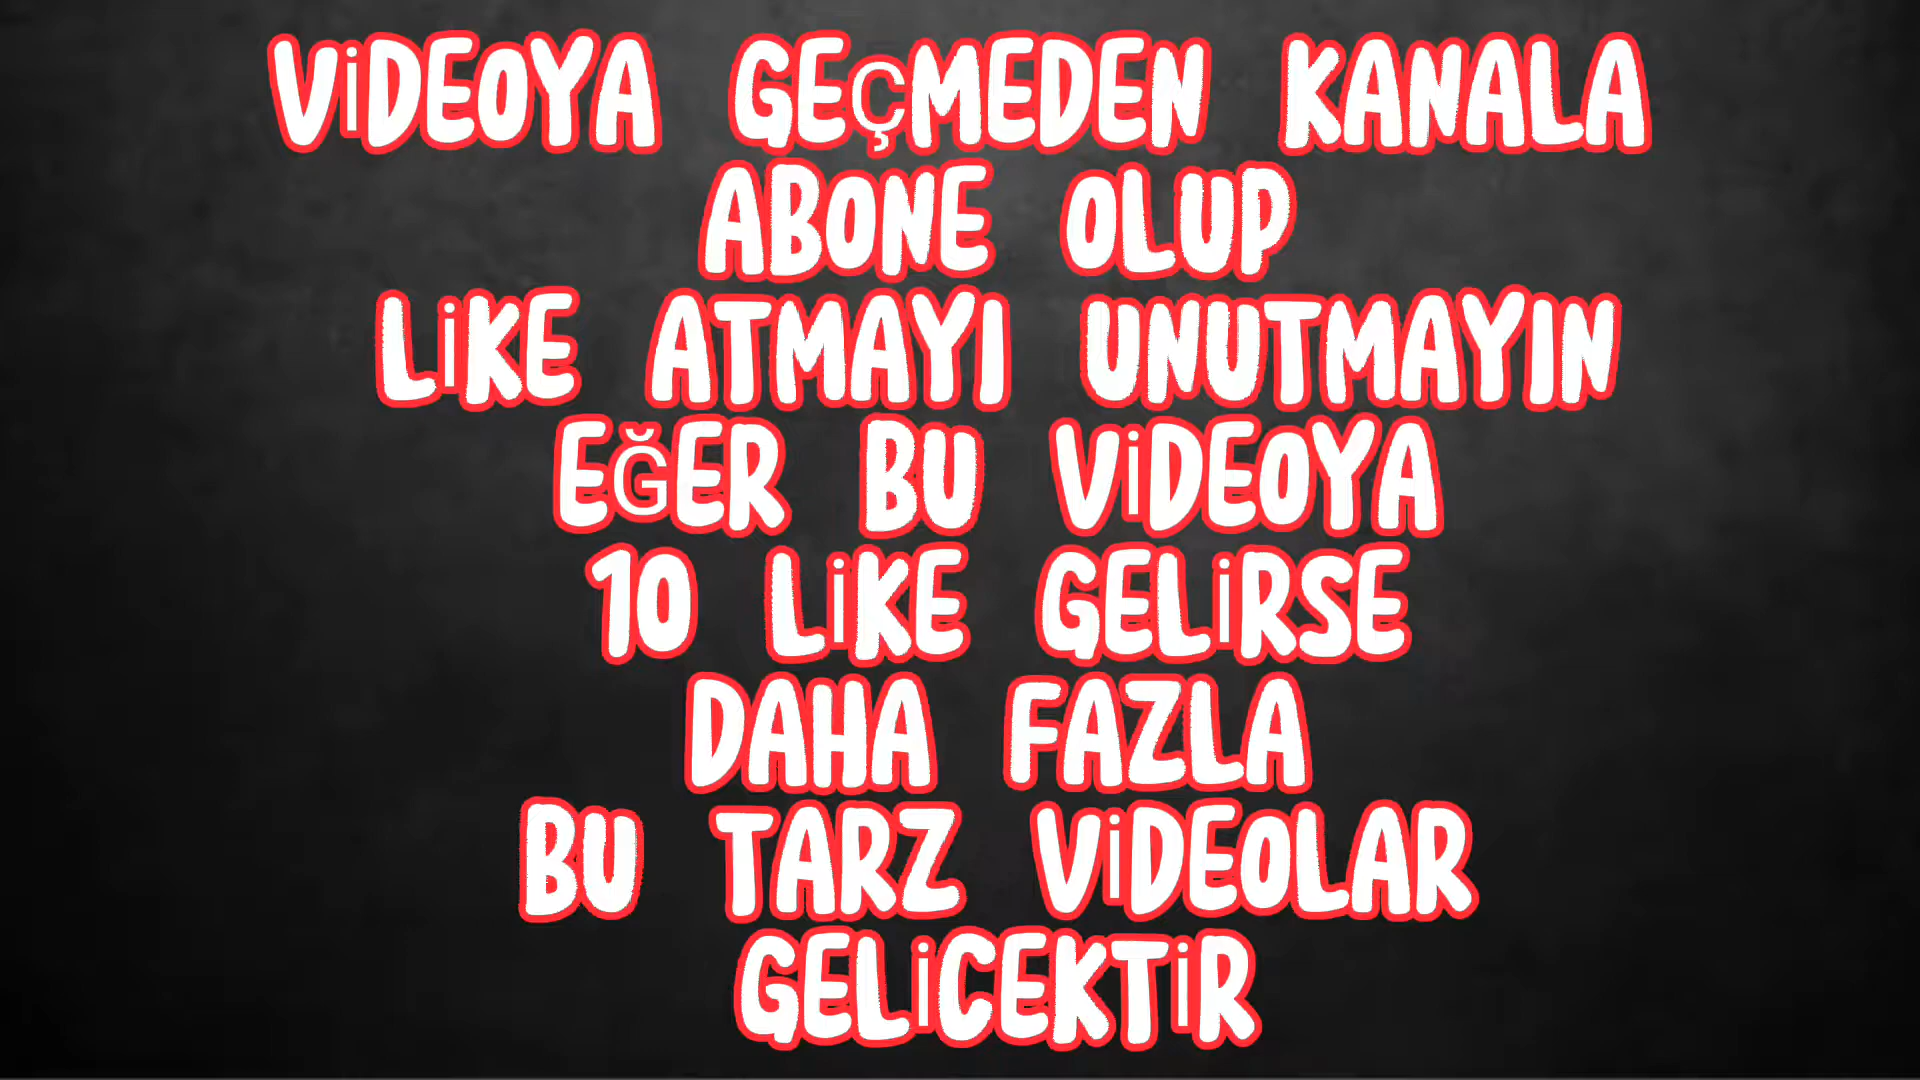 VİDEOYA GEÇMEDEN KANALA
ABONE OLUP
LİKE ATMAYI UNUTMAYIN
EĞER BU VİDEOYA
10 LİKE GELİRSE
DAHA FAZLA
BU TARZ VİDEOLAR
GELİCEKTİR